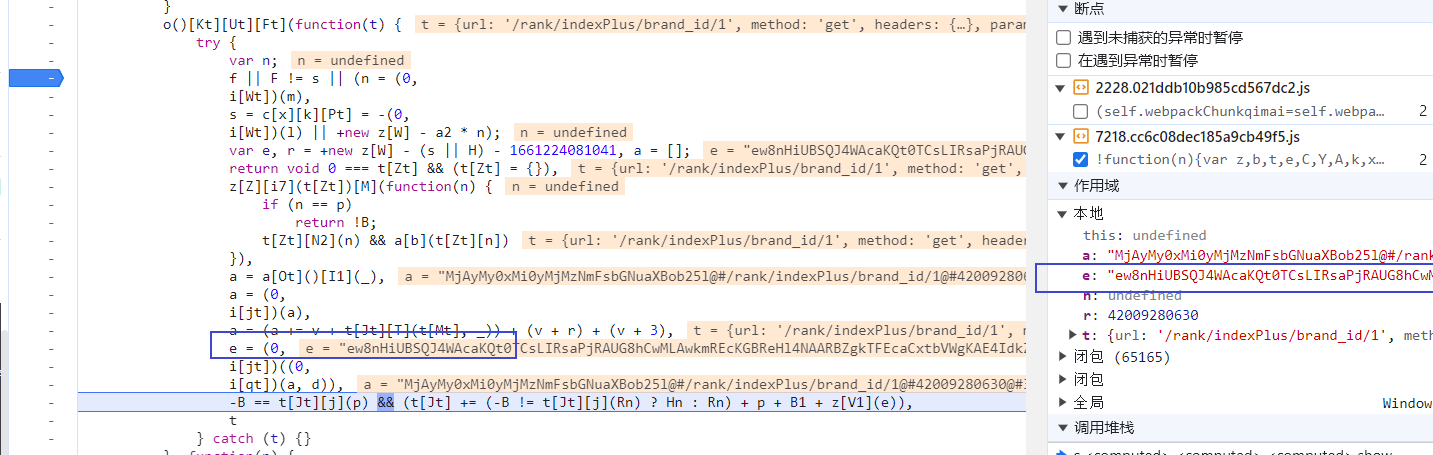 }
o()[Kt][Ut][Ft](function(t) { t = {url: '/rank/indexPlus/brand_id/1', method: 'get', headers: {…}, param
try {
var n; n = undefined
f || F != s || (n = (0,
i[Wt])(m),
s = c[x][k][Pt] = -(0,
i[Wt])(l) || +new z[W] - a2 * n); n = undefined
var e, r = +new z[W] - (s || H) - 1661224081041, a = []; e = "ew8nHiUBSQJ4WAcaKQt0TCsLIRsaPjRAUG
return void 0 === t[Zt] && (t[Zt] = {}), t = {url: '/rank/indexPlus/brand_id/1', method: 'get',
z[Z][i7](t[Zt])[M](function(n) { n = undefined
if (n == p)
return !B;
t[Zt][N2](n) && a[b](t[Zt][n]) t = {url: '/rank/indexPlus/brand_id/1', method: 'get', header
}),
a = a[Ot]()[I1](_), a = "MjAyMy0xMi0yMjMzNmFsbGNuaXBob25l@#/rank/indexPlus/brand_id/1@#420092806
a = (0,
i[jt])(a),
a = (a += v + t[Jt][T](t[Mt], _)) + (v + r) + (v + 3), t = {url: '/rank/indexPlus/brand_id/1', m
e = (0, e = "ew8nHiUBSQJ4WAcaKQt0TCsLIRsaPjRAUG8hCwMLAwkmREcKGBReHl4NAARBZgkTFEcaCxtbVWgKAE4Idk
i[jt])((0,
i[qt])(a, d)), a = "MjAyMy0xMi0yMjMzNmFsbGNuaXBob25l@#/rank/indexPlus/brand_id/1@#42009280630@#
-B == t[Jt][j](p) && (t[Jt] += (-B != t[Jt][j](Rn) ? Hn : Rn) + p + B1 + z[V1](e)),
t
} catch (t) {}
断点
遇到未捕获的异常时暂停
在遇到异常时暂停
2228.021ddb10b985cd567dc2.js
(self.webpackChunkqimai=self.webpa… 2
7218.cc6c08dec185a9cb49f5.js
!function(n){var z,b,t,e,C,Y,A,k,x… 2
作用域
本地
this: undefined
a: "MjAyMy0xMi0yMjMzNmFsbGNuaXBob25l@#/rank
e: "ew8nHiUBSQJ4WAcaKQt0TCsLIRsaPjRAUG8hCwM
n: undefined
r: 42009280630
t: {url: '/rank/indexPlus/brand_id/1', met
闭包 (65165)
闭包
全局 Window
调用堆栈